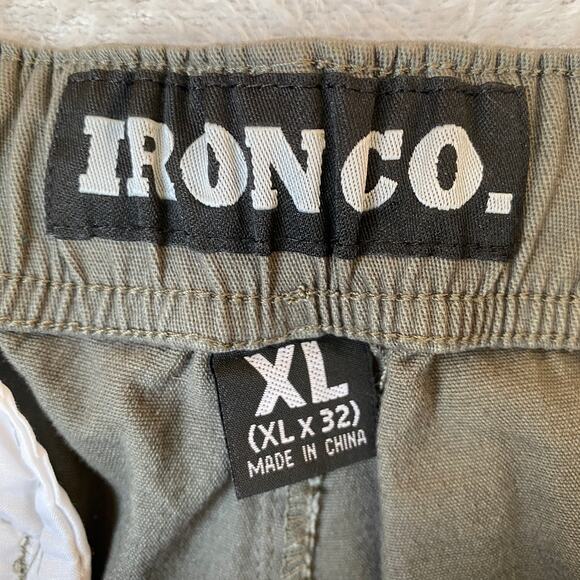 IRONCO.
XL
(XL X 32)
MADE IN CHINA